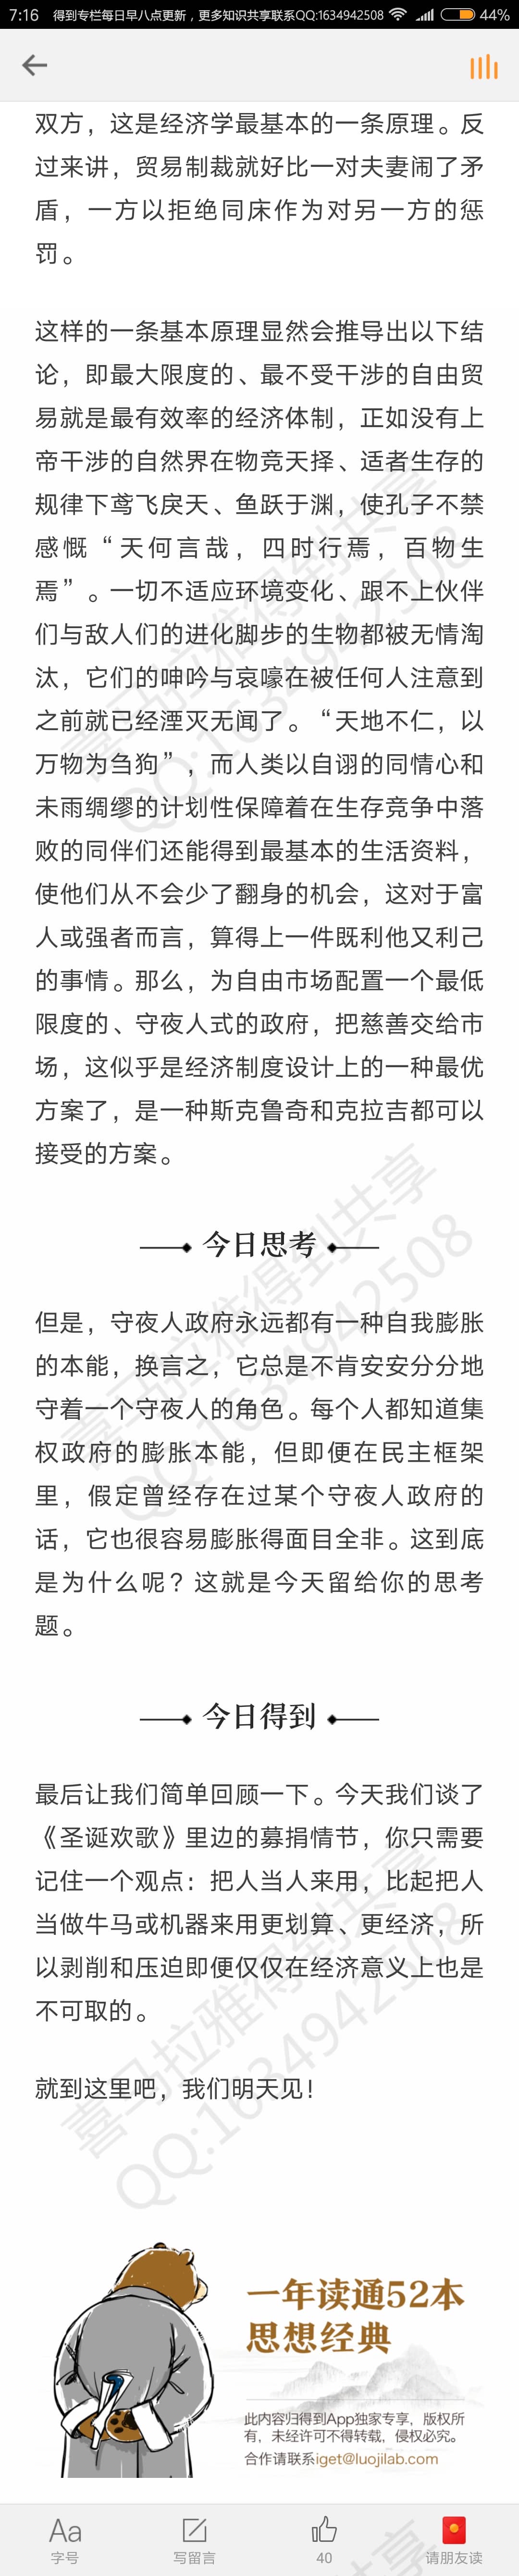 7:16 得到专栏每日早八点更新，更多知识共享联系QQ:1634942508 44%
双方，这是经济学最基本的一条原理。反
过来讲，贸易制裁就好比一对夫妻闹了矛
盾，一方以拒绝同床作为对另一方的惩
罚。
这样的一条基本原理显然会推导出以下结
论，即最大限度的、最不受干涉的自由贸
易就是最有效率的经济体制，正如没有上
帝干涉的自然界在物竞天择、适者生存的
规律下鸢飞戾天、鱼跃于渊，使孔子不禁
感慨“天何言哉，四时行焉，百物生
焉”。一切不适应环境变化、跟不上伙伴
们与敌人们的进化脚步的生物都被无情淘
汰，它们的呻吟与哀嚎在被任何人注意到
之前就已经湮灭无闻了。“天地不仁，以
万物为刍狗”，而人类以自诩的同情心和
未雨绸缪的计划性保障着在生存竞争中落
败的同伴们还能得到最基本的生活资料，
使他们从不会少了翻身的机会，这对于富
人或强者而言，算得上一件既利他又利己
的事情。那么，为自由市场配置一个最低
限度的、守夜人式的政府，把慈善交给市
场，这似乎是经济制度设计上的一种最优
方案了，是一种斯克鲁奇和克拉吉都可以
接受的方案。
今日思考
但是，守夜人政府永远都有一种自我膨胀
的本能，换言之，它总是不肯安安分分地
守着一个守夜人的角色。每个人都知道集
权政府的膨胀本能，但即便在民主框架
里，假定曾经存在过某个守夜人政府的
话，它也很容易膨胀得面目全非。这到底
是为什么呢？这就是今天留给你的思考
题。
今日得到
最后让我们简单回顾一下。今天我们谈了
《圣诞欢歌》里边的募捐情节，你只需要
记住一个观点：把人当人来用，比起把人
当做牛马或机器来用更划算、更经济，所
以剥削和压迫即便仅仅在经济意义上也是
不可取的。
就到这里吧，我们明天见！
喜马拉雅得到共享
QQ:1634942508
喜马拉雅得到共享
QQ:1634942508
喜马拉雅得到共享
QQ:1634942508
一年读通52本
思想经典
此内容归得到App独家专享，版权所
有，未经许可不得转载，侵权必究。
合作请联系iget@luojilab.com
Aa
字号 写留言 40 请朋友读